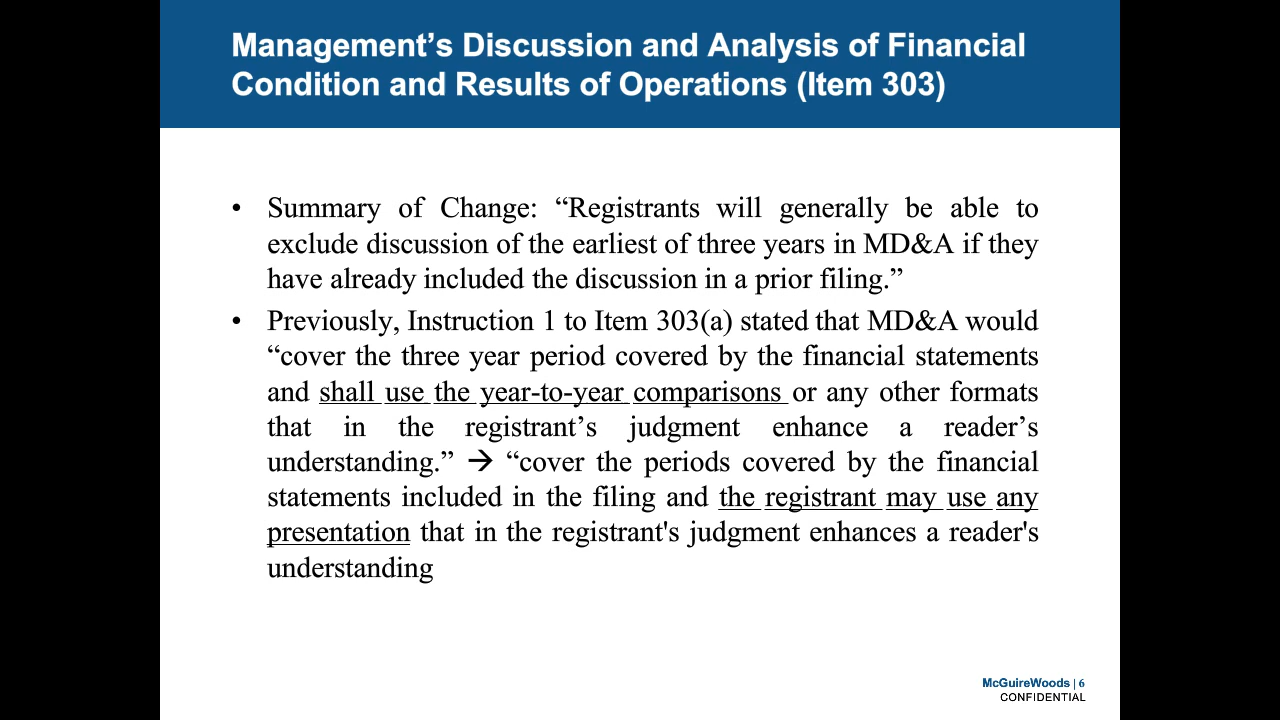 Management’s Discussion and Analysis of Financial
Condition and Results of Operations (Item 303)
• Summary of Change: “Registrants will generally be able to
exclude discussion of the earliest of three years in MD&A if they
have already included the discussion in a prior filing.”
• Previously, Instruction 1 to Item 303(a) stated that MD&A would
“cover the three year period covered by the financial statements
and shall use the year-to-year comparisons or any other formats
that in the registrant’s judgment enhance a reader’s
understanding.” → “cover the periods covered by the financial
statements included in the filing and the registrant may use any
presentation that in the registrant's judgment enhances a reader's
understanding
McGuireWoods | 6
CONFIDENTIAL